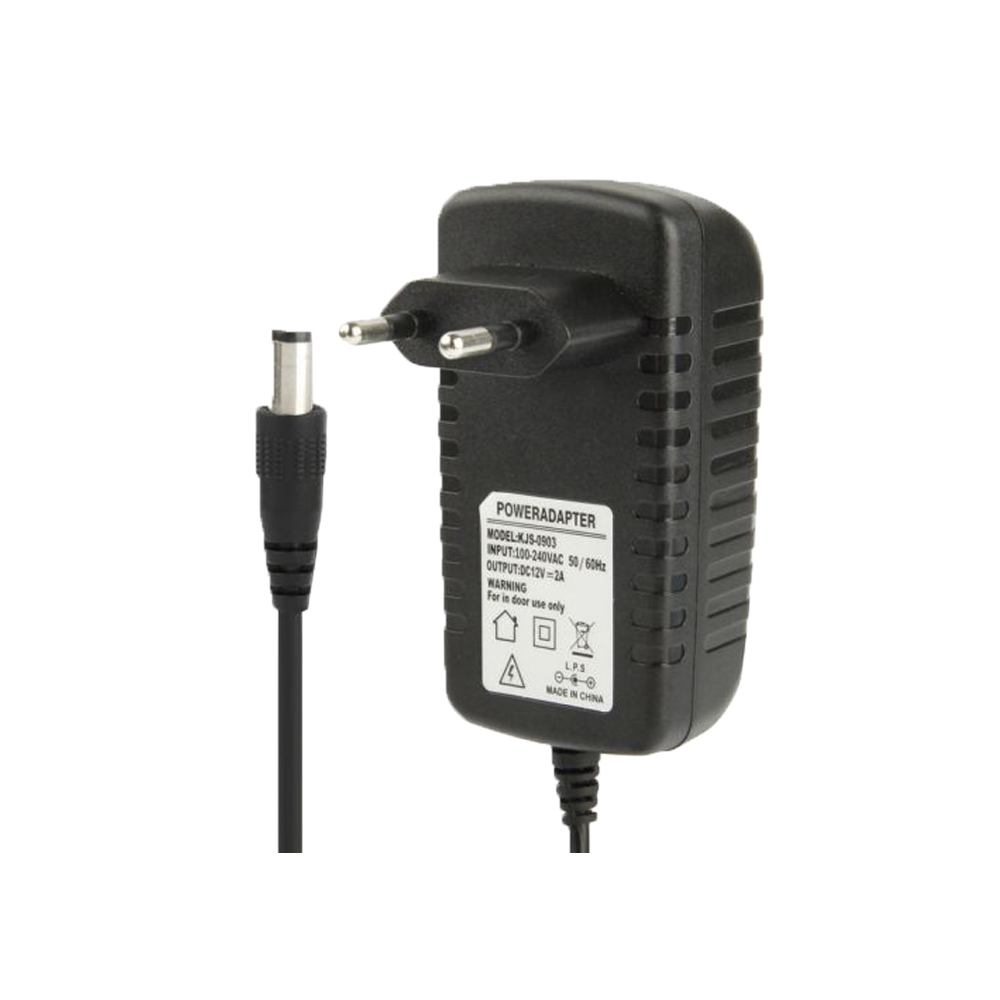 POWERADAPTER
MODEL:KJS-0903
INPUT:100-240VAC 50 / 60Hz
OUTPUT:DC12V⎓2A
WARNING
For in door use only
L.P.S
MADE IN CHINA